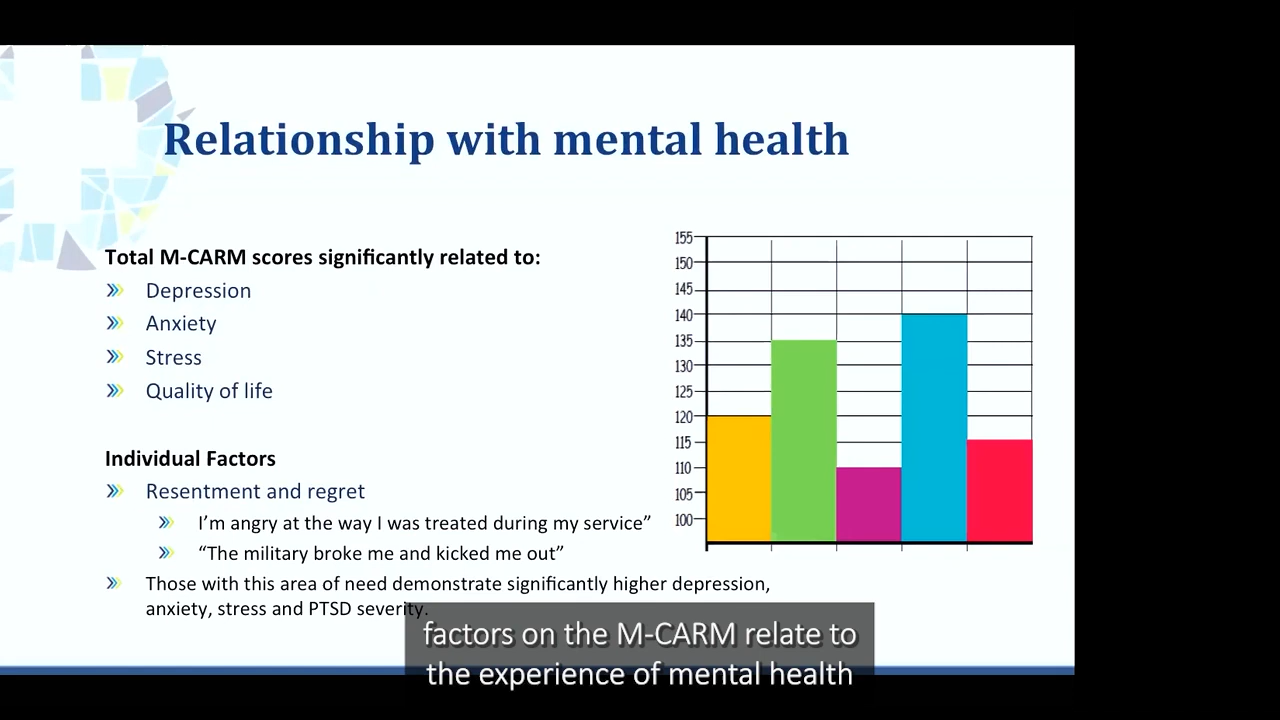 Relationship with mental health
Total M-CARM scores significantly related to:
Depression
Anxiety
Stress
Quality of life
Individual Factors
Resentment and regret
I’m angry at the way I was treated during my service”
“The military broke me and kicked me out”
Those with this area of need demonstrate significantly higher depression,
anxiety, stress and PTSD severity.
155
150
145
140
135
130
125
120
115
110
105
100
factors on the M-CARM relate to
the experience of mental health